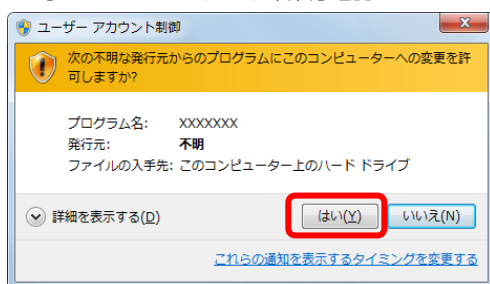 ユーザー アカウント制御
次の不明な発行元からのプログラムにこのコンピューターへの変更を許
可しますか?
プログラム名: XXXXXXX
発行元: 不明
ファイルの入手先: このコンピューター上のハード ドライブ
詳細を表示する(D) はい(Y) いいえ(N)
これらの通知を表示するタイミングを変更する